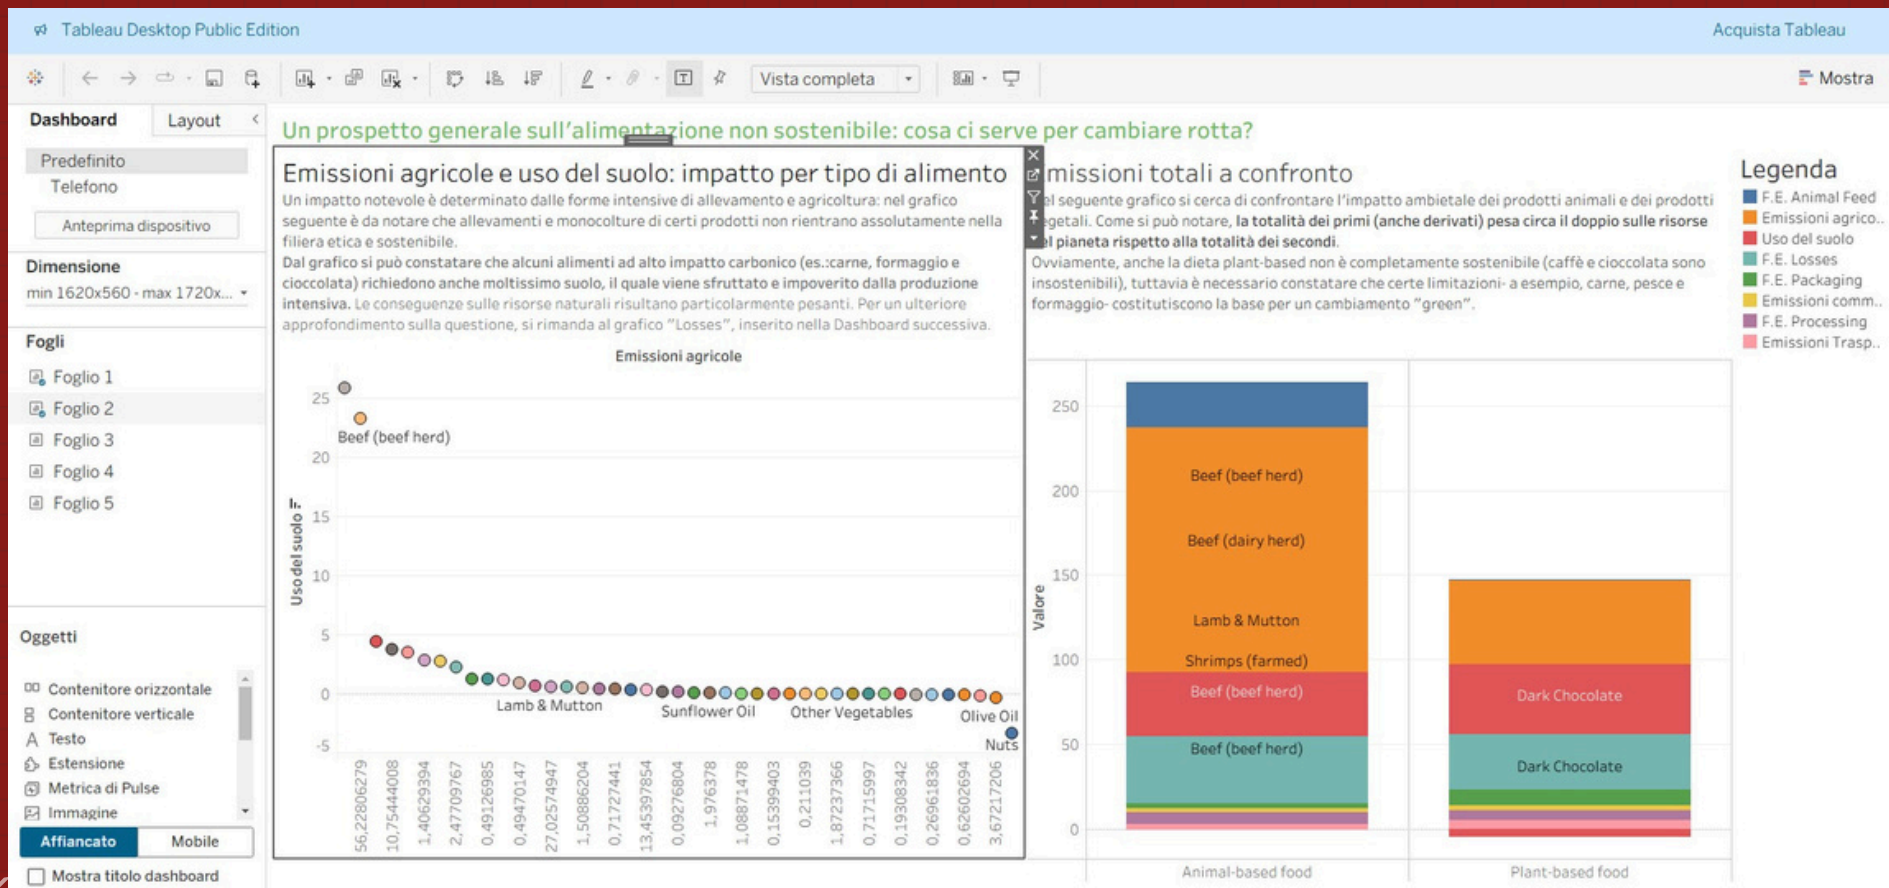 Tableau Desktop Public Edition
Acquista Tableau
Vista completa
Mostra
Dashboard
Layout
Predefinito
Telefono
Anteprima dispositivo
Dimensione
min 1620x560 - max 1720x...
Fogli
Foglio 1
Foglio 2
Foglio 3
Foglio 4
Foglio 5
Oggetti
Contenitore orizzontale
Contenitore verticale
Testo
Estensione
Metrica di Pulse
Immagine
Affiancato
Mobile
Mostra titolo dashboard
Un prospetto generale sull'alimentazione non sostenibile: cosa ci serve per cambiare rotta?
Emissioni agricole e uso del suolo: impatto per tipo di alimento
Un impatto notevole è determinato dalle forme intensive di allevamento e agricoltura: nel grafico
seguente è da notare che allevamenti e monocolture di certi prodotti non rientrano assolutamente nella
filiera etica e sostenibile.
Dal grafico si può constatare che alcuni alimenti ad alto impatto carbonico (es.:carne, formaggio e
cioccolata) richiedono anche moltissimo suolo, il quale viene sfruttato e impoverito dalla produzione
intensiva. Le conseguenze sulle risorse naturali risultano particolarmente pesanti. Per un ulteriore
approfondimento sulla questione, si rimanda al grafico "Losses", inserito nella Dashboard successiva.
Emissioni agricole
Uso del suolo
25
20
15
10
5
0
-5
Beef (beef herd)
Lamb & Mutton
Sunflower Oil
Other Vegetables
Olive Oil
Nuts
56,22806279
10,75444008
1,40629394
2,477709767
0,49126985
0,49470147
27,02574947
1,50886204
0,71727441
13,45397854
0,09276804
1,976378
1,08871478
0,15399403
0,211039
1,87237366
0,71715997
0,19308342
0,26961836
0,62602694
3,67217206
missioni totali a confronto
el seguente grafico si cerca di confrontare l'impatto ambietale dei prodotti animali e dei prodotti
egetali. Come si può notare, la totalità dei primi (anche derivati) pesa circa il doppio sulle risorse
el pianeta rispetto alla totalità dei secondi.
Ovviamente, anche la dieta plant-based non è completamente sostenibile (caffè e cioccolata sono
insostenibili), tuttavia è necessario constatare che certe limitazioni- a esempio, carne, pesce e
formaggio- costitutiscono la base per un cambiamento "green".
Valore
250
200
150
100
50
0
Beef (beef herd)
Beef (dairy herd)
Lamb & Mutton
Shrimps (farmed)
Beef (beef herd)
Beef (beef herd)
Dark Chocolate
Dark Chocolate
Animal-based food
Plant-based food
Legenda
F.E. Animal Feed
Emissioni agrico..
Uso del suolo
F.E. Losses
F.E. Packaging
Emissioni comm..
F.E. Processing
Emissioni Trasp..